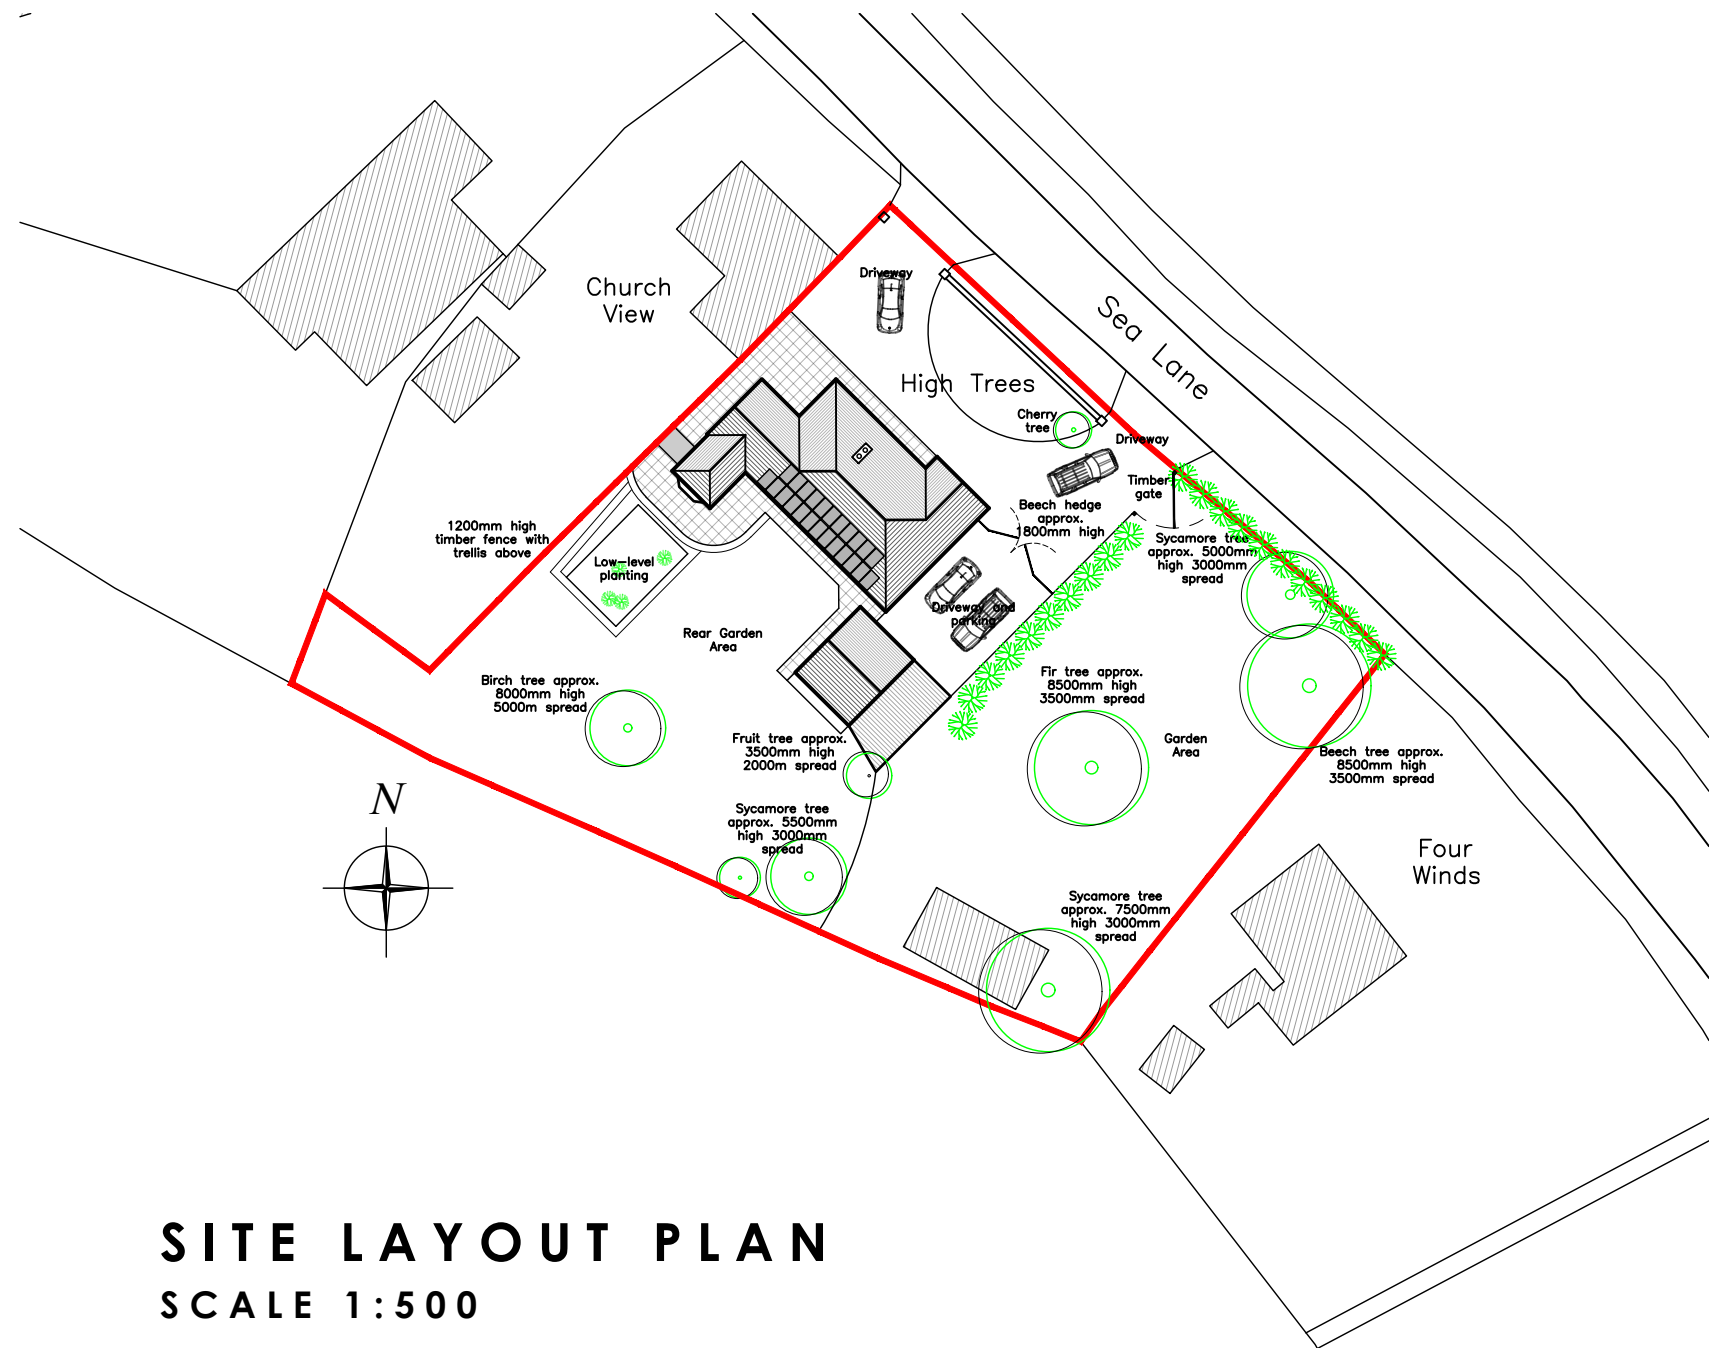 Driveway
Church
View
Sea Lane
High Trees
Cherry
tree
Driveway
Timber
gate
Beech hedge
approx.
1800mm high
1200mm high
timber fence with
trellis above
Sycamore tree
approx. 5000mm
high 3000mm
spread
Low-level
planting
Driveway and
parking
Rear Garden
Area
Birch tree approx.
8000mm high
5000m spread
Fir tree approx.
8500mm high
3500mm spread
Fruit tree approx.
3500mm high
2000m spread
Garden
Area
Beech tree approx.
8500mm high
3500mm spread
N
Sycamore tree
approx. 5500mm
high 3000mm
spread
Four
Winds
Sycamore tree
approx. 7500mm
high 3000mm
spread
SITE LAYOUT PLAN
SCALE 1:500